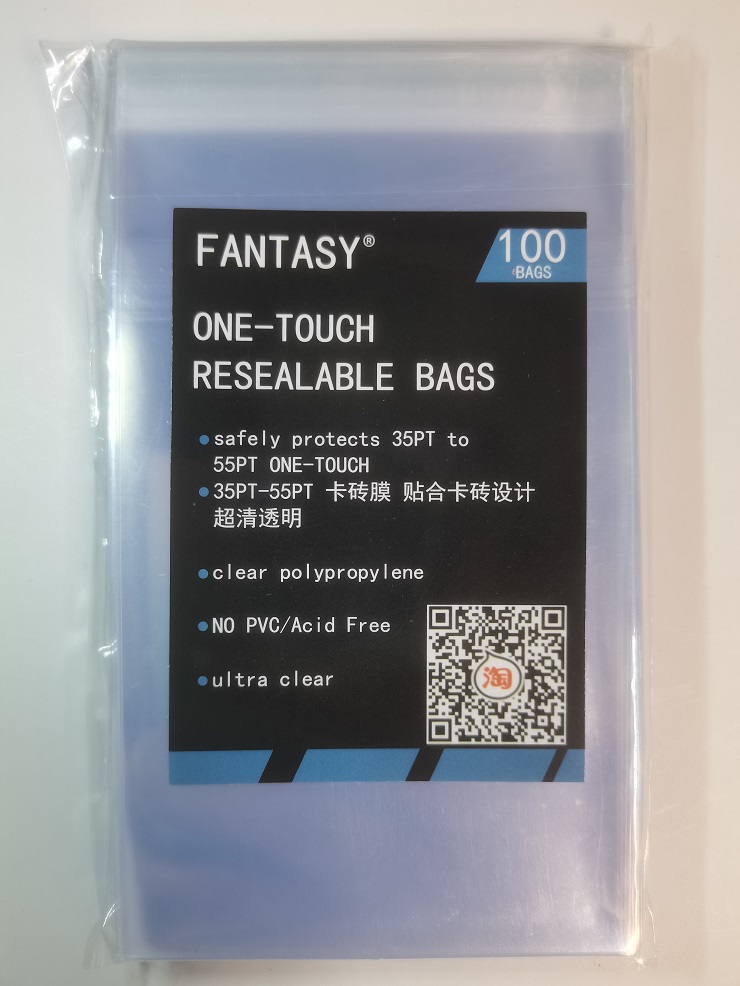 FANTASY®
100
BAGS
ONE-TOUCH
RESEALABLE BAGS
safely protects 35PT to
55PT ONE-TOUCH
35PT-55PT 卡砖膜 贴合卡砖设计
超清透明
clear polypropylene
NO PVC/Acid Free
ultra clear
淘